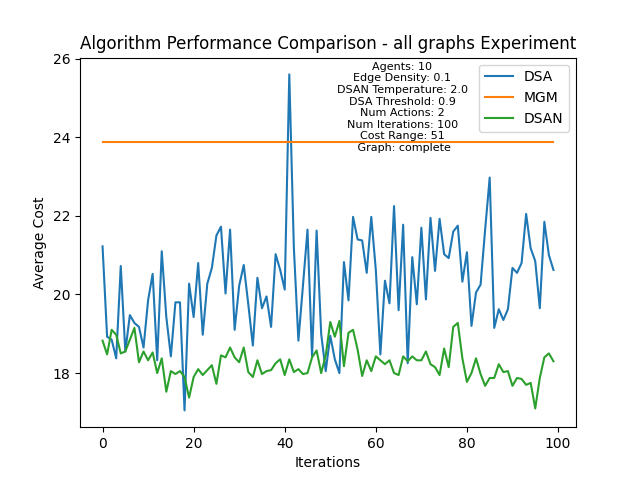 Algorithm Performance Comparison - all graphs Experiment
Agents: 10
Edge Density: 0.1
DSAN Temperature: 2.0
DSA Threshold: 0.9
Num Actions: 2
Num Iterations: 100
Cost Range: 51
Graph: complete
DSA
MGM
DSAN
Average Cost
26
24
22
20
18
0
20
40
60
80
100
Iterations